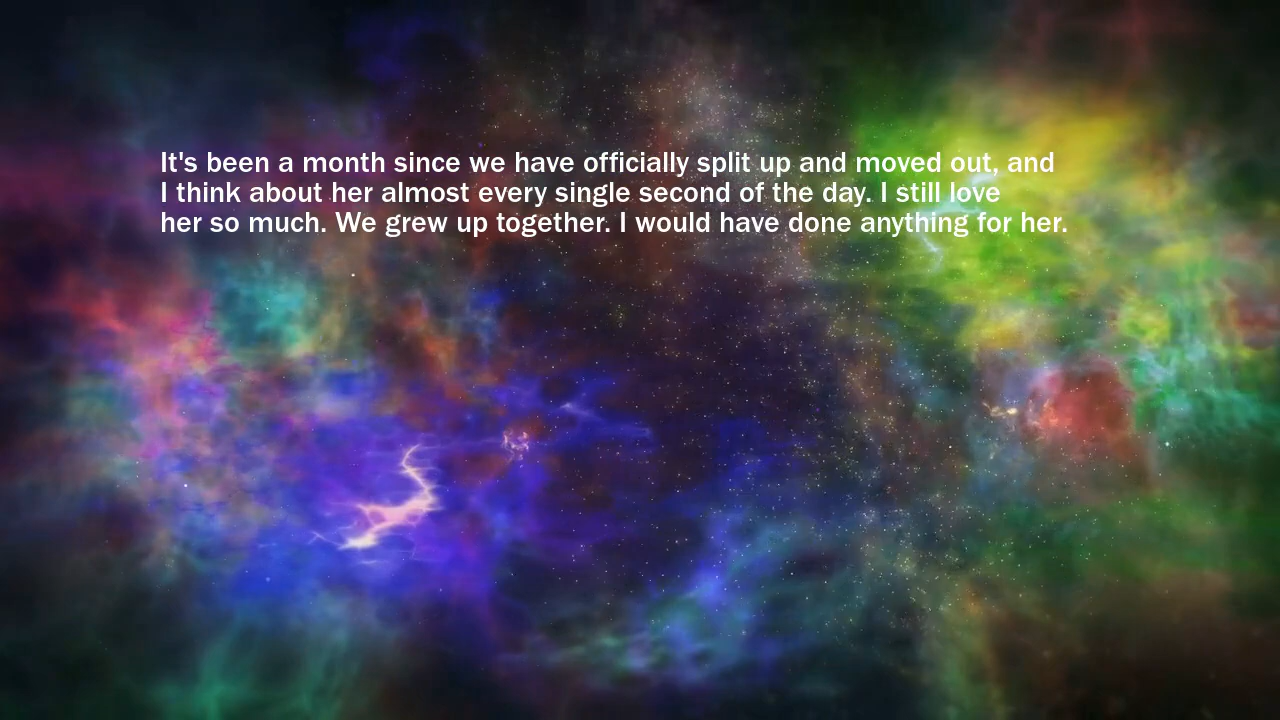 It's been a month since we have officially split up and moved out, and
I think about her almost every single second of the day. I still love
her so much. We grew up together. I would have done anything for her.